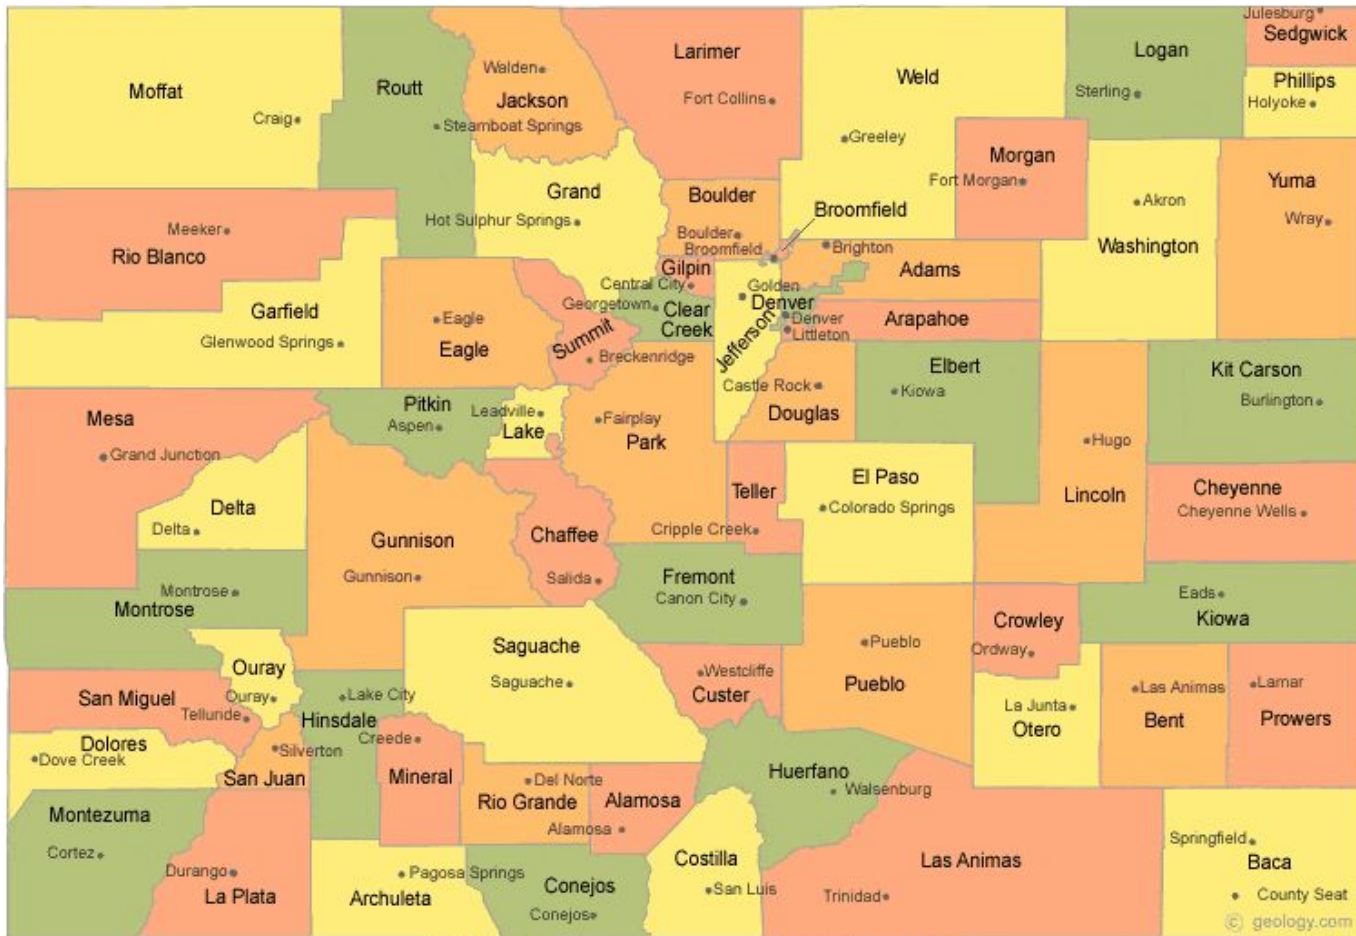 Julesburg
Sedgwick
Larimer
Logan
Walden
Weld
Phillips
Moffat
Routt
Sterling
Holyoke
Jackson
Fort Collins
Craig
Steamboat Springs
Greeley
Morgan
Grand
Fort Morgan
Yuma
Boulder
Akron
Hot Sulphur Springs
Broomfield
Wray
Meeker
Boulder
Broomfield
Brighton
Washington
Rio Blanco
Gilpin
Adams
Central City
Golden
Garfield
Georgetown
Clear
Creek
Denver
Eagle
Denver
Arapahoe
Glenwood Springs
Eagle
Summit
Jefferson
Littleton
Breckenridge
Elbert
Kit Carson
Pitkin
Castle Rock
Kiowa
Burlington
Mesa
Leadville
Fairplay
Douglas
Aspen
Lake
Park
Hugo
Grand Junction
El Paso
Teller
Lincoln
Cheyenne
Delta
Colorado Springs
Cheyenne Wells
Delta
Gunnison
Chaffee
Cripple Creek
Gunnison
Salida
Fremont
Montrose
Canon City
Eads
Montrose
Crowley
Kiowa
Saguache
Pueblo
Ordway
Ouray
Westcliffe
Saguache
Pueblo
Las Animas
Lamar
San Miguel
Ouray
Lake City
Custer
La Junta
Telluride
Hinsdale
Otero
Bent
Prowers
Dolores
Creede
Dove Creek
Silverton
San Juan
Mineral
Del Norte
Huerfano
Rio Grande
Alamosa
Walsenburg
Montezuma
Alamosa
Springfield
Cortez
Costilla
Las Animas
Baca
Durango
Pagosa Springs
Conejos
La Plata
Archuleta
San Luis
Trinidad
County Seat
Conejos
© geology.com